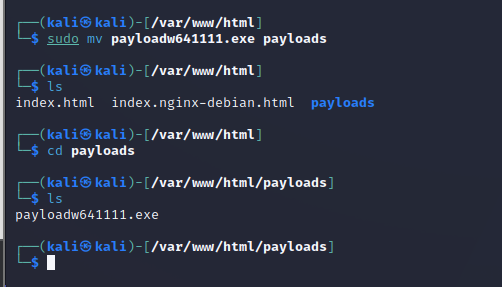 ┌──(kali㉿kali)-[/var/www/html]
└─$ sudo mv payloadw641111.exe payloads
┌──(kali㉿kali)-[/var/www/html]
└─$ ls
index.html  index.nginx-debian.html  payloads
┌──(kali㉿kali)-[/var/www/html]
└─$ cd payloads
┌──(kali㉿kali)-[/var/www/html/payloads]
└─$ ls
payloadw641111.exe
┌──(kali㉿kali)-[/var/www/html/payloads]
└─$